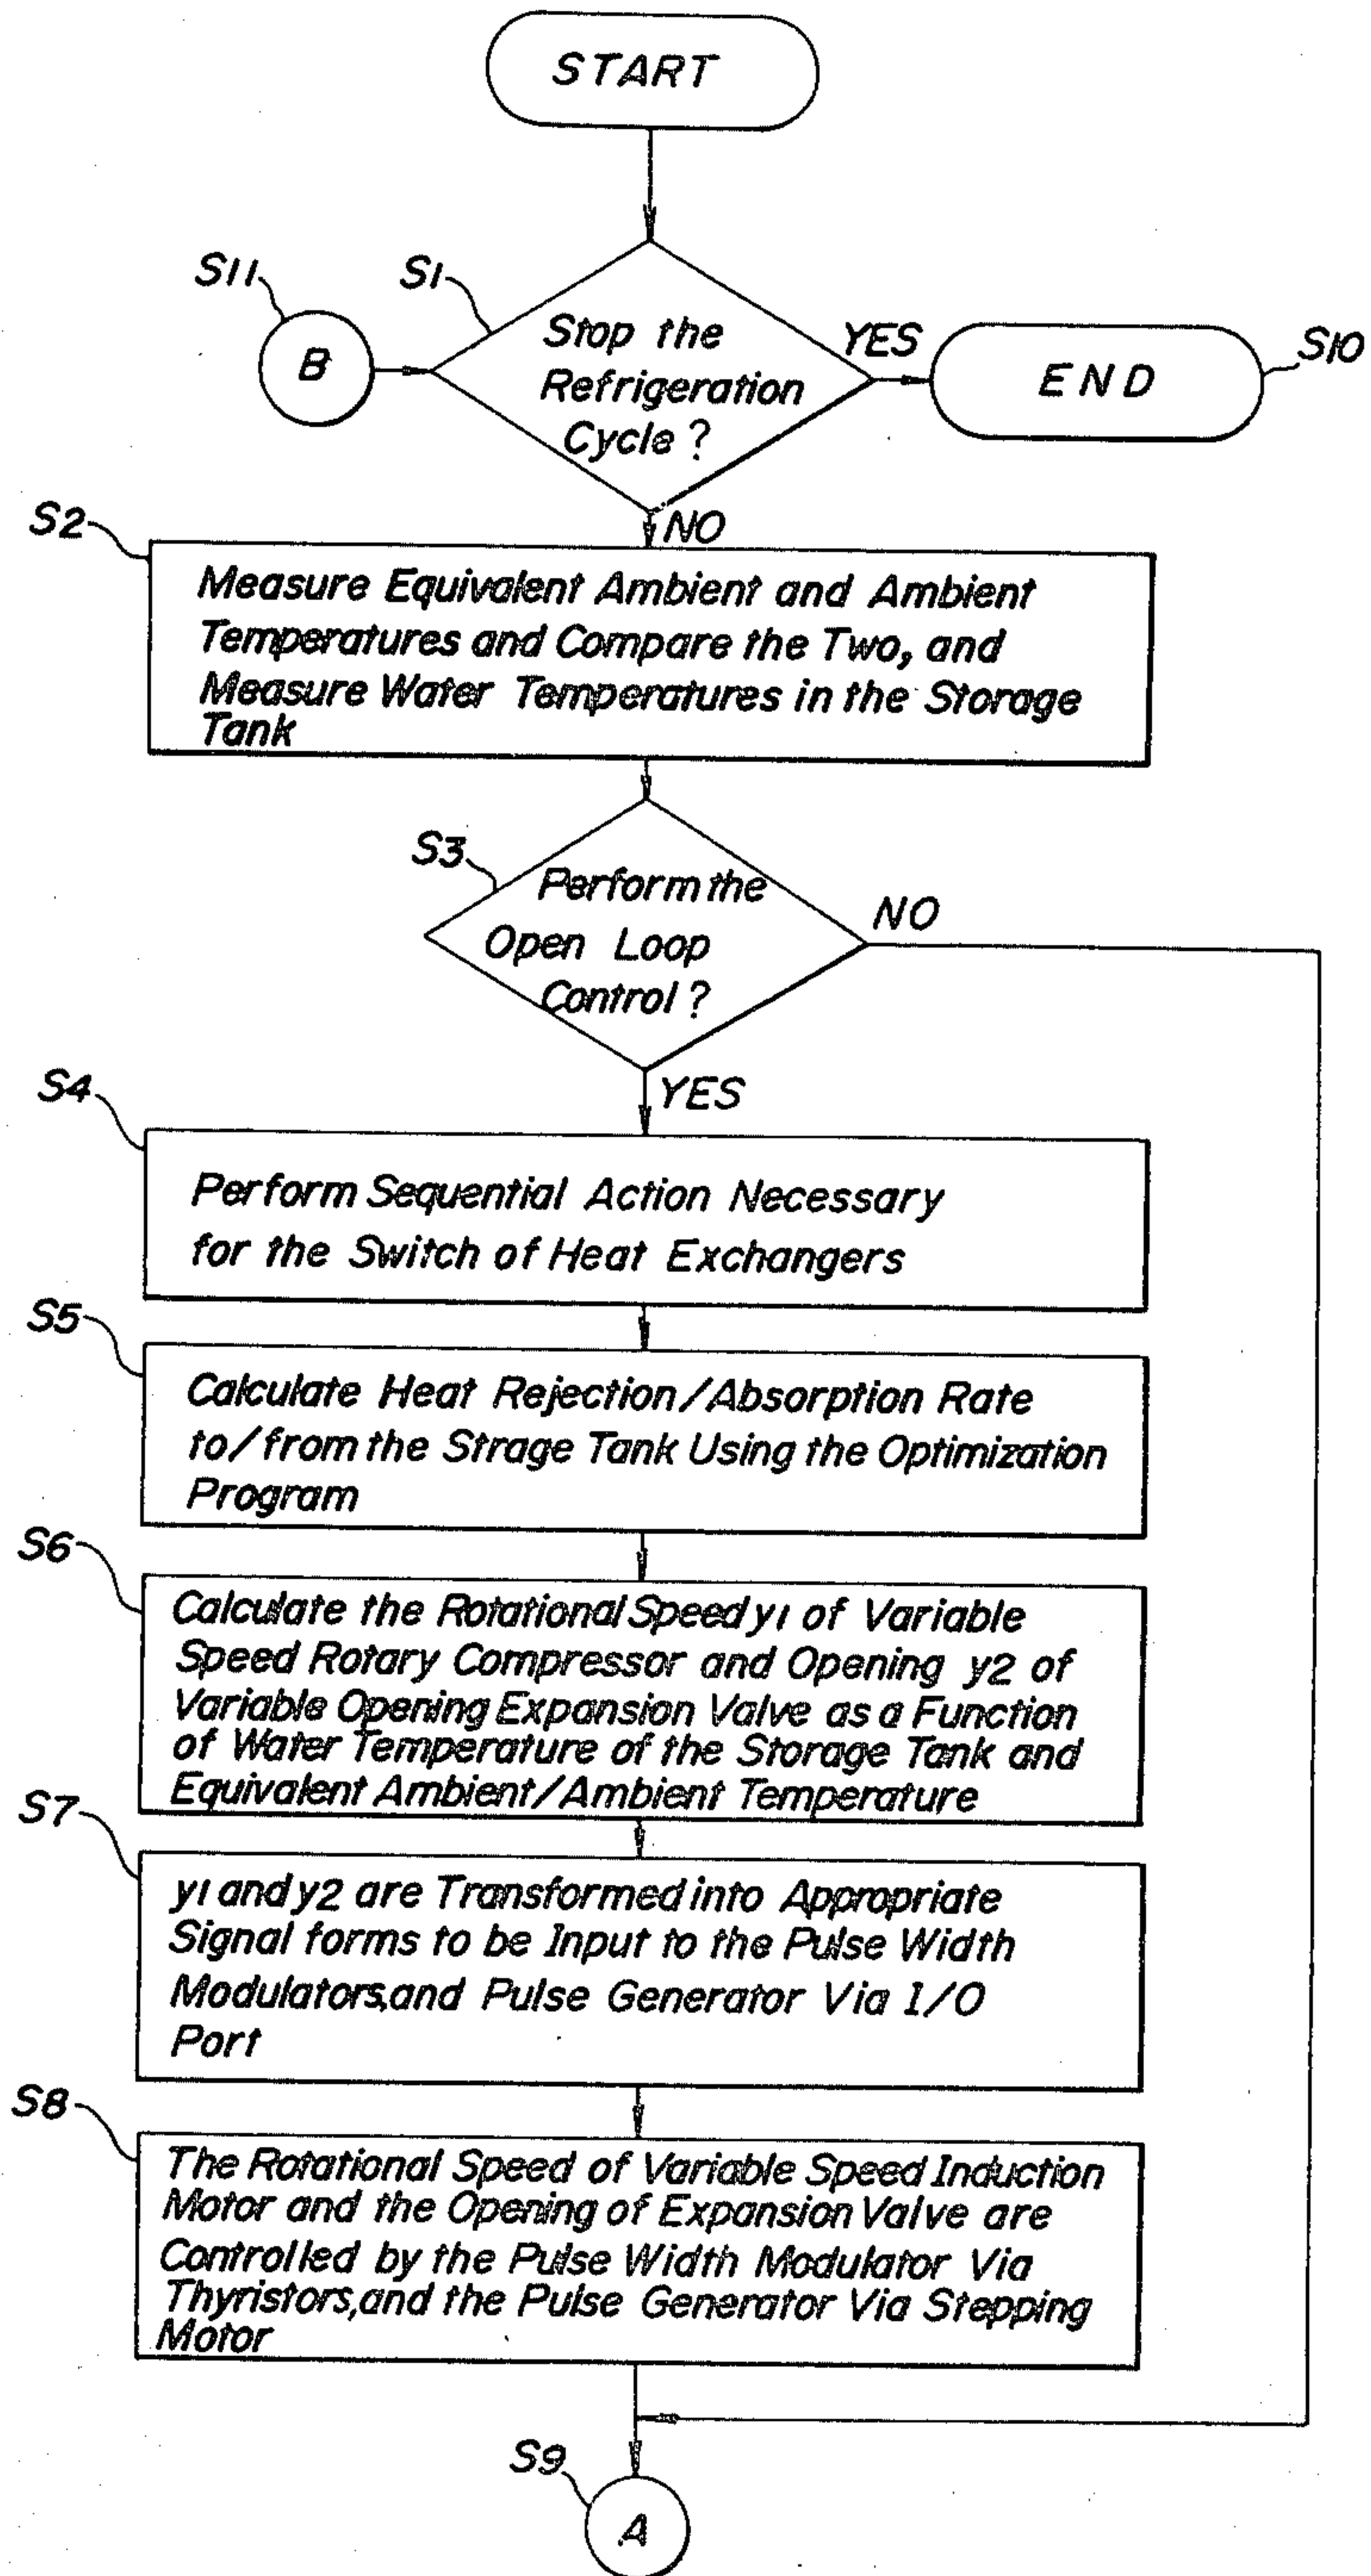 START
S11
S1
B
Stop the
Refrigeration
Cycle?
YES
END
S10
NO
S2
Measure Equivalent Ambient and Ambient
Temperatures and Compare the Two, and
Measure Water Temperatures in the Storage
Tank
S3
Perform the
Open Loop
Control?
NO
YES
S4
Perform Sequential Action Necessary
for the Switch of Heat Exchangers
S5
Calculate Heat Rejection/Absorption Rate
to/from the Strage Tank Using the Optimization
Program
S6
Calculate the Rotational Speed y1 of Variable
Speed Rotary Compressor and Opening y2 of
Variable Opening Expansion Valve as a Function
of Water Temperature of the Storage Tank and
Equivalent Ambient/Ambient Temperature
S7
y1 and y2 are Transformed into Appropriate
Signal forms to be Input to the Pulse Width
Modulators, and Pulse Generator Via I/O
Port
S8
The Rotational Speed of Variable Speed Induction
Motor and the Opening of Expansion Valve are
Controlled by the Pulse Width Modulator Via
Thyristors, and the Pulse Generator Via Stepping
Motor
S9
A